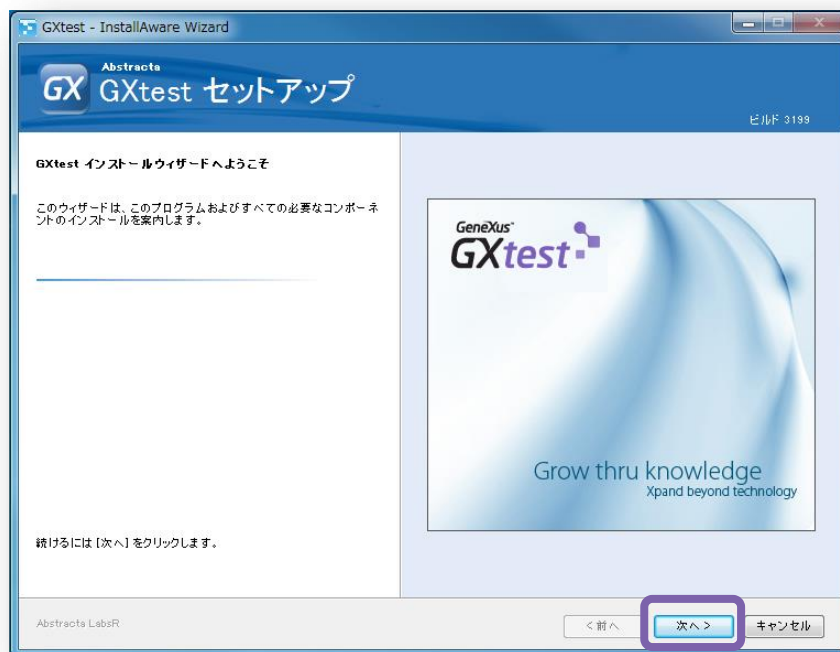 GXtest - InstallAware Wizard
Abstracta
GX GXtest セットアップ
ビルド 3199
GXtest インストールウィザードへようこそ
このウィザードは、このプログラムおよびすべての必要なコンポーネ
ントのインストールを案内します。
GeneXus™
GXtest
Grow thru knowledge
Xpand beyond technology
続けるには [次へ] をクリックします。
Abstracta LabsR
<前へ
次へ>
キャンセル